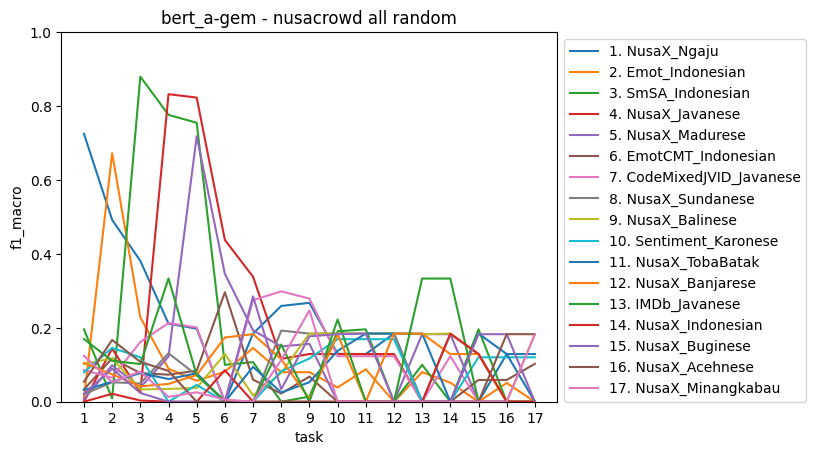 bert_a-gem - nusacrowd all random
1.0
0.8
0.6
0.4
0.2
0.0
f1_macro
1 2 3 4 5 6 7 8 9 10 11 12 13 14 15 16 17
task
1. NusaX_Ngaju
2. Emot_Indonesian
3. SmSA_Indonesian
4. NusaX_Javanese
5. NusaX_Madurese
6. EmotCMT_Indonesian
7. CodeMixedJVID_Javanese
8. NusaX_Sundanese
9. NusaX_Balinese
10. Sentiment_Karonese
11. NusaX_TobaBatak
12. NusaX_Banjarese
13. IMDb_Javanese
14. NusaX_Indonesian
15. NusaX_Buginese
16. NusaX_Acehnese
17. NusaX_Minangkabau